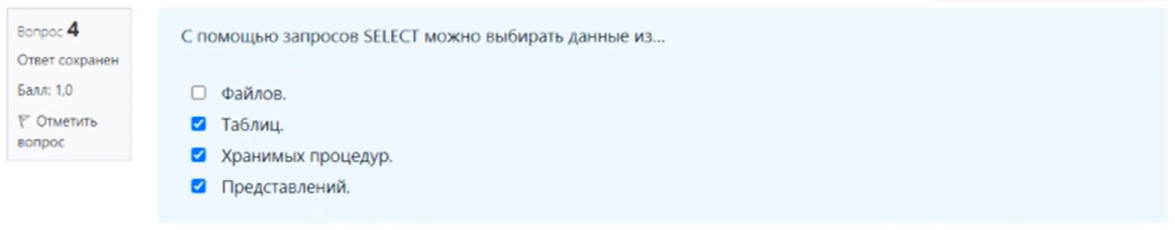 Вопрос 4
Ответ сохранен
Балл: 1,0
Отметить
вопрос
С помощью запросов SELECT можно выбирать данные из...
Файлов.
Таблиц.
Хранимых процедур.
Представлений.